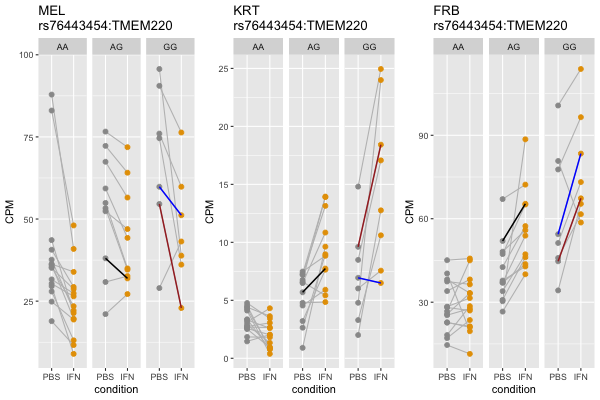 MEL
rs76443454:TMEM220
AA AG GG
100
75
50
25
CPM
PBS IFN PBS IFN PBS IFN
condition
KRT
rs76443454:TMEM220
AA AG GG
25
20
15
10
5
0
CPM
PBS IFN PBS IFN PBS IFN
condition
FRB
rs76443454:TMEM220
AA AG GG
90
60
30
CPM
PBS IFN PBS IFN PBS IFN
condition